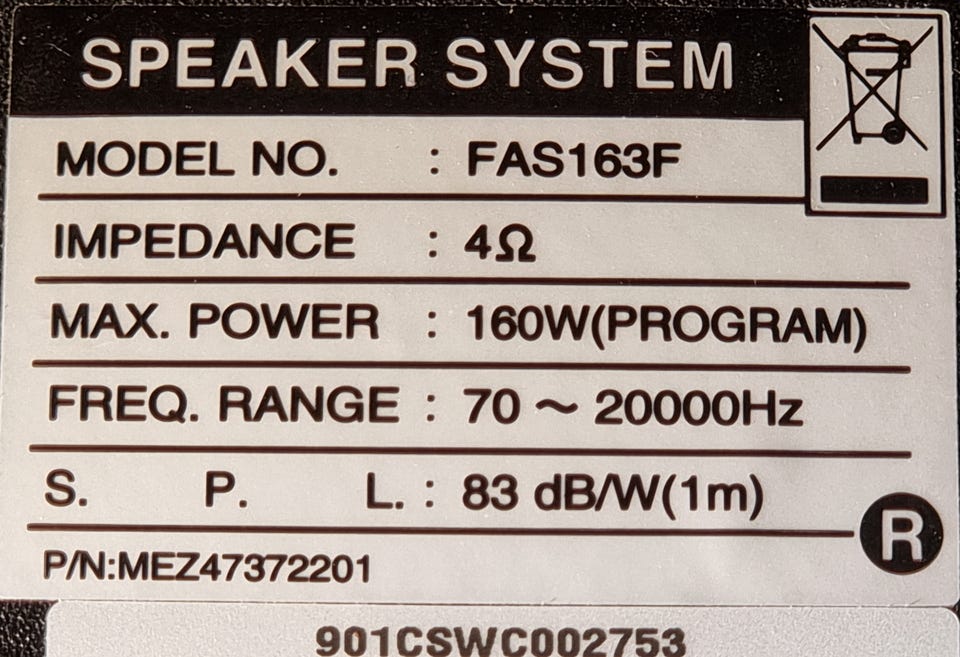 SPEAKER SYSTEM
MODEL NO. : FAS163F
IMPEDANCE : 4Ω
MAX. POWER : 160W(PROGRAM)
FREQ. RANGE : 70 ~ 20000Hz
S. P. L. : 83 dB/W(1m)
R
P/N:MEZ47372201
901CSWC002753